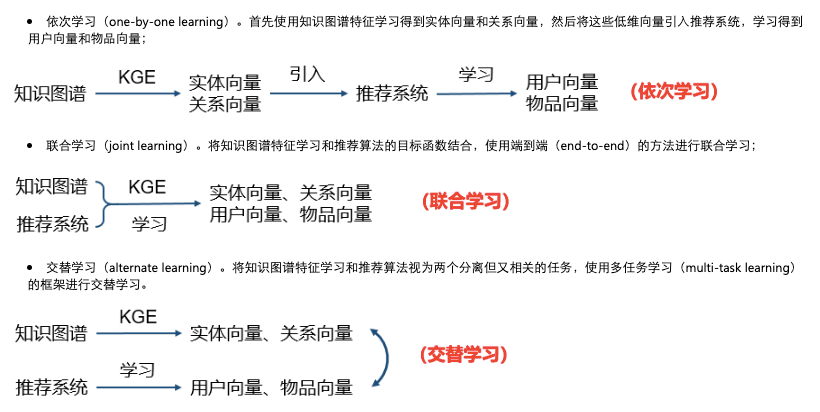 • 依次学习（one-by-one learning）。首先使用知识图谱特征学习得到实体向量和关系向量，然后将这些低维向量引入推荐系统，学习得到
用户向量和物品向量；
知识图谱 KGE 实体向量 关系向量 引入 推荐系统 学习 用户向量 物品向量 (依次学习)
• 联合学习（joint learning）。将知识图谱特征学习和推荐算法的目标函数结合，使用端到端（end-to-end）的方法进行联合学习；
知识图谱 KGE 实体向量、关系向量
推荐系统 学习 用户向量、物品向量
(联合学习)
• 交替学习（alternate learning）。将知识图谱特征学习和推荐算法视为两个分离但又相关的任务，使用多任务学习（multi-task learning）
的框架进行交替学习。
知识图谱 KGE 实体向量、关系向量
(交替学习)
推荐系统 学习 用户向量、物品向量